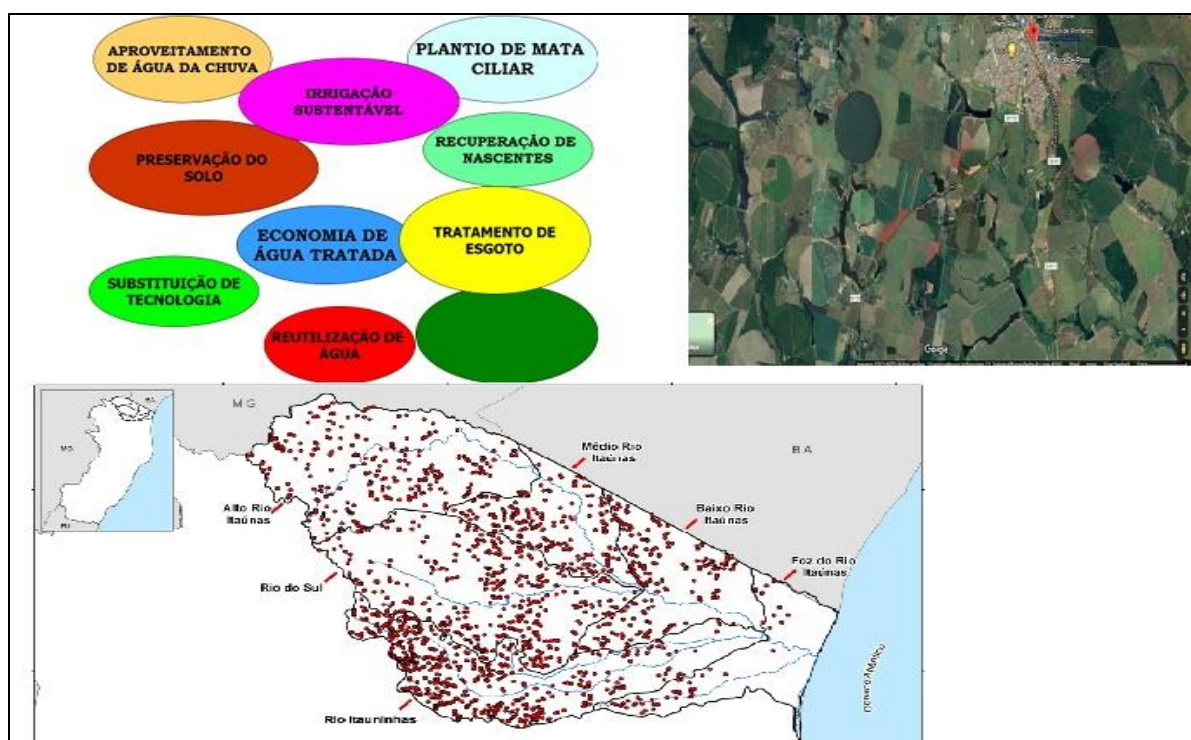 APROVEITAMENTO
DE ÁGUA DA CHUVA
PLANTIO DE MATA
CILIAR
IRRIGAÇÃO
SUSTENTÁVEL
PRESERVAÇÃO DO
SOLO
RECUPERAÇÃO DE
NASCENTES
ECONOMIA DE
ÁGUA TRATADA
TRATAMENTO DE
ESGOTO
SUBSTITUIÇÃO DE
TECNOLOGIA
REUTILIZAÇÃO DE
ÁGUA
Google
MG
BA
MG
BA
Médio Rio
Itaúnas
Alto Rio
Itaúnas
Baixo Rio
Itaúnas
Foz do Rio
Itaúnas
Rio do Sul
Rio Itauninhas